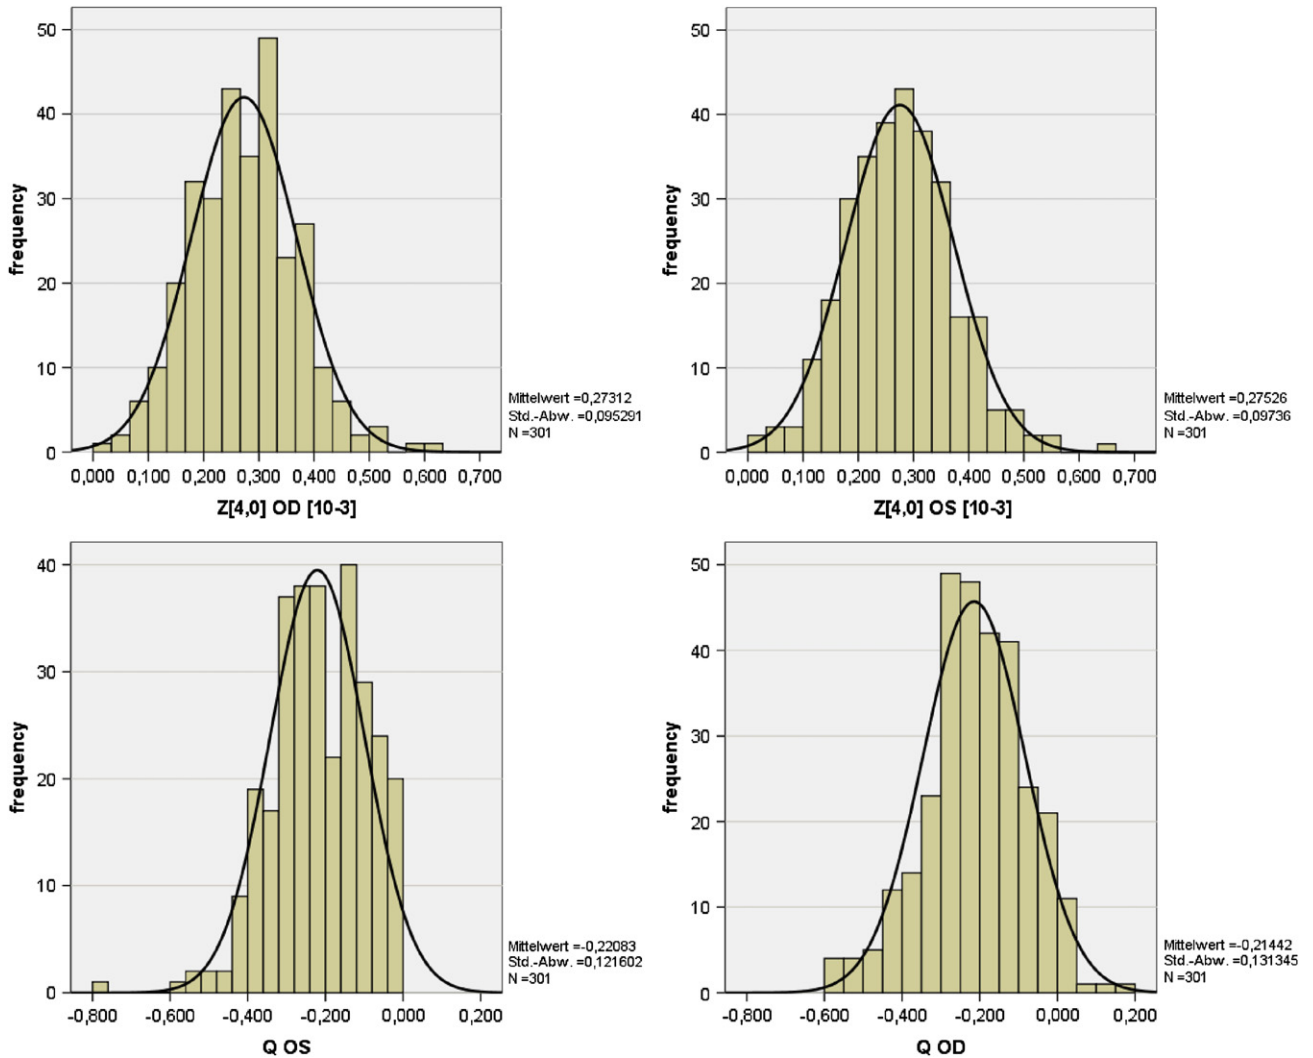 50
40
30
20
10
0
frequency
0,000 0,100 0,200 0,300 0,400 0,500 0,600 0,700
Z[4,0] OD [10-3]
Mittelwert =0,27312
Std.-Abw. =0,095291
N =301
50
40
30
20
10
0
frequency
0,000 0,100 0,200 0,300 0,400 0,500 0,600 0,700
Z[4,0] OS [10-3]
Mittelwert =0,27526
Std.-Abw. =0,09736
N =301
40
30
20
10
0
frequency
-0,800 -0,600 -0,400 -0,200 0,000 0,200
Q OS
Mittelwert =-0,22083
Std.-Abw. =0,121602
N =301
50
40
30
20
10
0
frequency
-0,800 -0,600 -0,400 -0,200 0,000 0,200
Q OD
Mittelwert =-0,21442
Std.-Abw. =0,131345
N =301